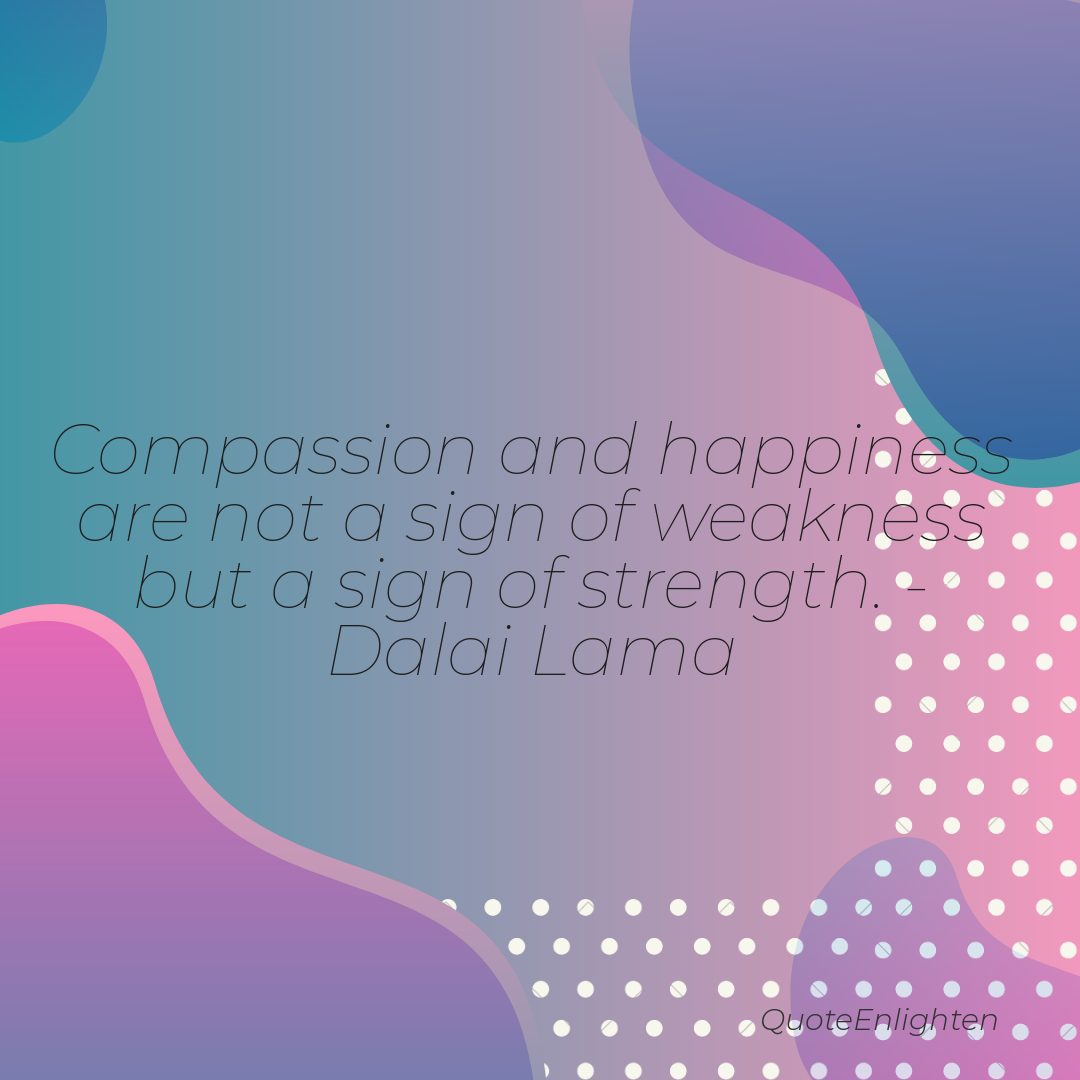 Compassion and happiness
are not a sign of weakness
but a sign of strength. -
Dalai Lama
QuoteEnlighten